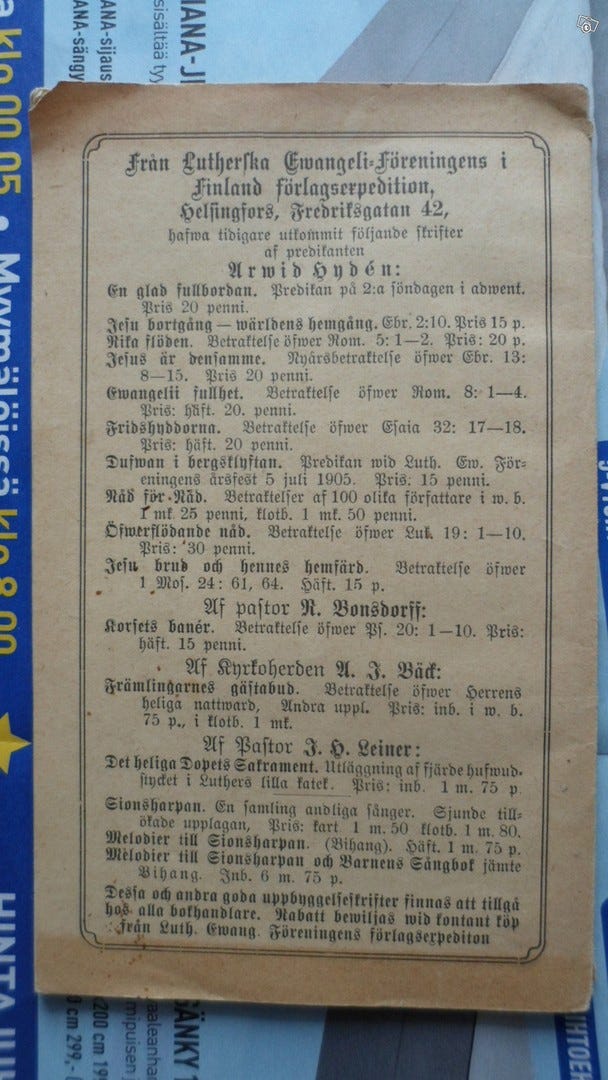 Från Lutherska Ewangeli-Föreningens i
Finland förlagsexpedition,
Helsingfors, Fredriksgatan 42,
hafwa tidigare utkommit följande skrifter
af predikanten
Arwid Hydén:
En glad fullbordan. Predikan på 2:a söndagen i adwent.
Pris 20 penni.
Jesu bortgång — wärldens hemgång. Ebr. 2:10. Pris 15 p.
Rika flöden. Betraktelse öfwer Rom. 5: 1—2. Pris: 20 p.
Jesus är densamme. Nyårsbetraktelse öfwer Ebr. 13:
8—15. Pris 20 penni.
Ewangelii fullhet. Betraktelse öfwer Rom. 8: 1—4.
Pris: häft. 20. penni.
Fridshyddorna. Betraktelse öfwer Esaia 32: 17—18.
Pris: häft. 20 penni.
Dufwan i bergsklyftan. Predikan wid Luth. Ew. För-
eningens årsfest 5 juli 1905. Pris: 15 penni.
Nåd för Nåd. Betraktelser af 100 olika författare i w. b.
1 mk 25 penni, klotb. 1 mk. 50 penni.
Öfwerflödande nåd. Betraktelse öfwer Luk. 19: 1—10.
Pris: 30 penni.
Jesu brud och hennes hemfärd. Betraktelse öfwer
1 Mos. 24: 61, 64. Häft. 15 p.
Af pastor R. Bonsdorff:
Korsets banér. Betraktelse öfwer Ps. 20: 1—10. Pris:
häft. 15 penni.
Af Kyrkoherden A. J. Bäck:
Främlingarnes gästabud. Betraktelse öfwer Herrens
heliga nattward, Andra uppl. Pris: inb. i w. b.
75 p., i klotb. 1 mk.
Af Pastor J. H. Leiner:
Det heliga Dopets Sakrament. Utläggning af fjärde hufwud-
stycket i Luthers lilla katek. Pris: inb. 1 m. 75 p.
Sionsharpan. En samling andliga sånger. Sjunde till-
ökade upplagan, Pris: kart 1 m. 50 klotb. 1 m. 80.
Melodier till Sionsharpan. (Bihang). Häft. 1 m. 75 p.
Melodier till Sionsharpan och Barnens Sångbok jämte
Bihang. Inb. 6 m. 75 p.
Dessa och andra goda uppbyggelseskrifter finnas att tillgå
hos alla bokhandlare. Rabatt bewiljas wid kontant köp
från Luth. Ewang. Föreningens förlagsexpediton
klo 00.05 • Myymälöissä klo 8.00